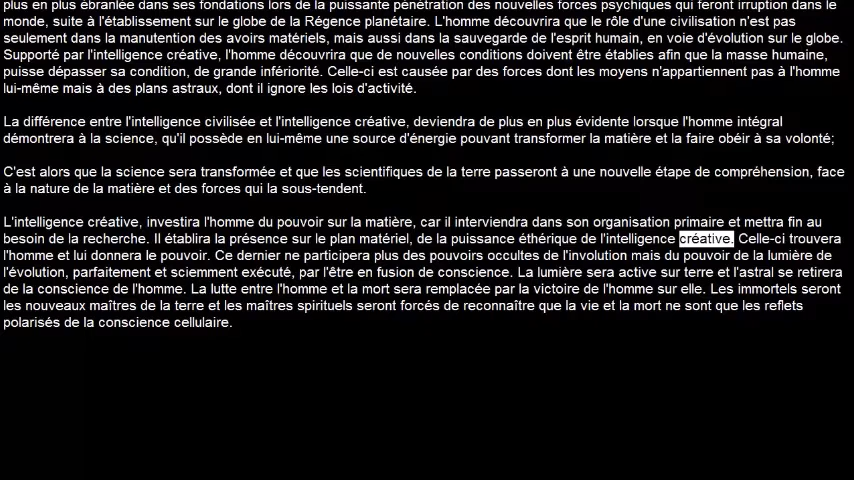 plus en plus ébranlée dans ses fondations lors de la puissante pénétration des nouvelles forces psychiques qui feront irruption dans le
monde, suite à l'établissement sur le globe de la Régence planétaire. L'homme découvrira que le rôle d'une civilisation n'est pas
seulement dans la manutention des avoirs matériels, mais aussi dans la sauvegarde de l'esprit humain, en voie d'évolution sur le globe.
Supporté par l'intelligence créative, l'homme découvrira que de nouvelles conditions doivent être établies afin que la masse humaine,
puisse dépasser sa condition, de grande infériorité. Celle-ci est causée par des forces dont les moyens n'appartiennent pas à l'homme
lui-même mais à des plans astraux, dont il ignore les lois d'activité.
La différence entre l'intelligence civilisée et l'intelligence créative, deviendra de plus en plus évidente lorsque l'homme intégral
démontrera à la science, qu'il possède en lui-même une source d'énergie pouvant transformer la matière et la faire obéir à sa volonté;
C'est alors que la science sera transformée et que les scientifiques de la terre passeront à une nouvelle étape de compréhension, face
à la nature de la matière et des forces qui la sous-tendent.
L'intelligence créative, investira l'homme du pouvoir sur la matière, car il interviendra dans son organisation primaire et mettra fin au
besoin de la recherche. Il établira la présence sur le plan matériel, de la puissance éthérique de l'intelligence créative. Celle-ci trouvera
l'homme et lui donnera le pouvoir. Ce dernier ne participera plus des pouvoirs occultes de l'involution mais du pouvoir de la lumière de
l'évolution, parfaitement et sciemment exécuté, par l'être en fusion de conscience. La lumière sera active sur terre et l'astral se retirera
de la conscience de l'homme. La lutte entre l'homme et la mort sera remplacée par la victoire de l'homme sur elle. Les immortels seront
les nouveaux maîtres de la terre et les maîtres spirituels seront forcés de reconnaître que la vie et la mort ne sont que les reflets
polarisés de la conscience cellulaire.